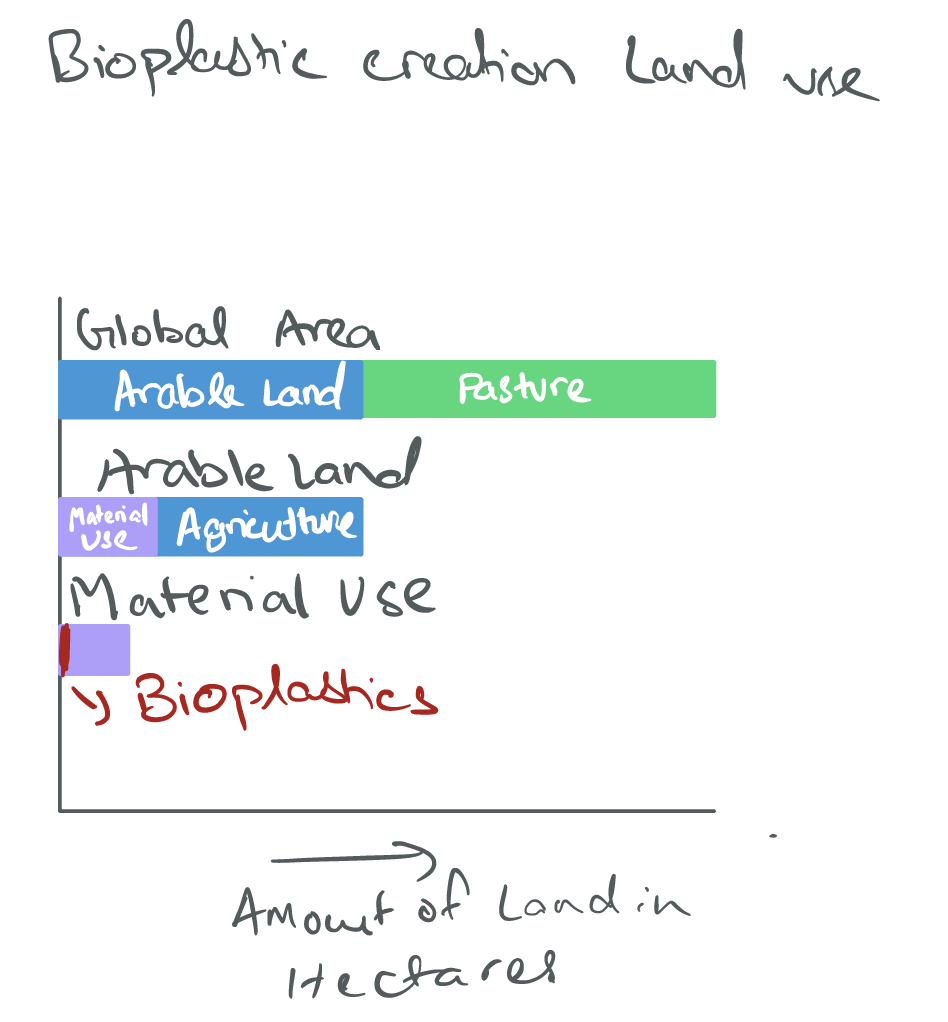 Bioplastic creation Land use
Global Area
Arable Land Pasture
Arable Land
Material
Use Agriculture
Material Use
Bioplastics
Amount of Land in
Hectares